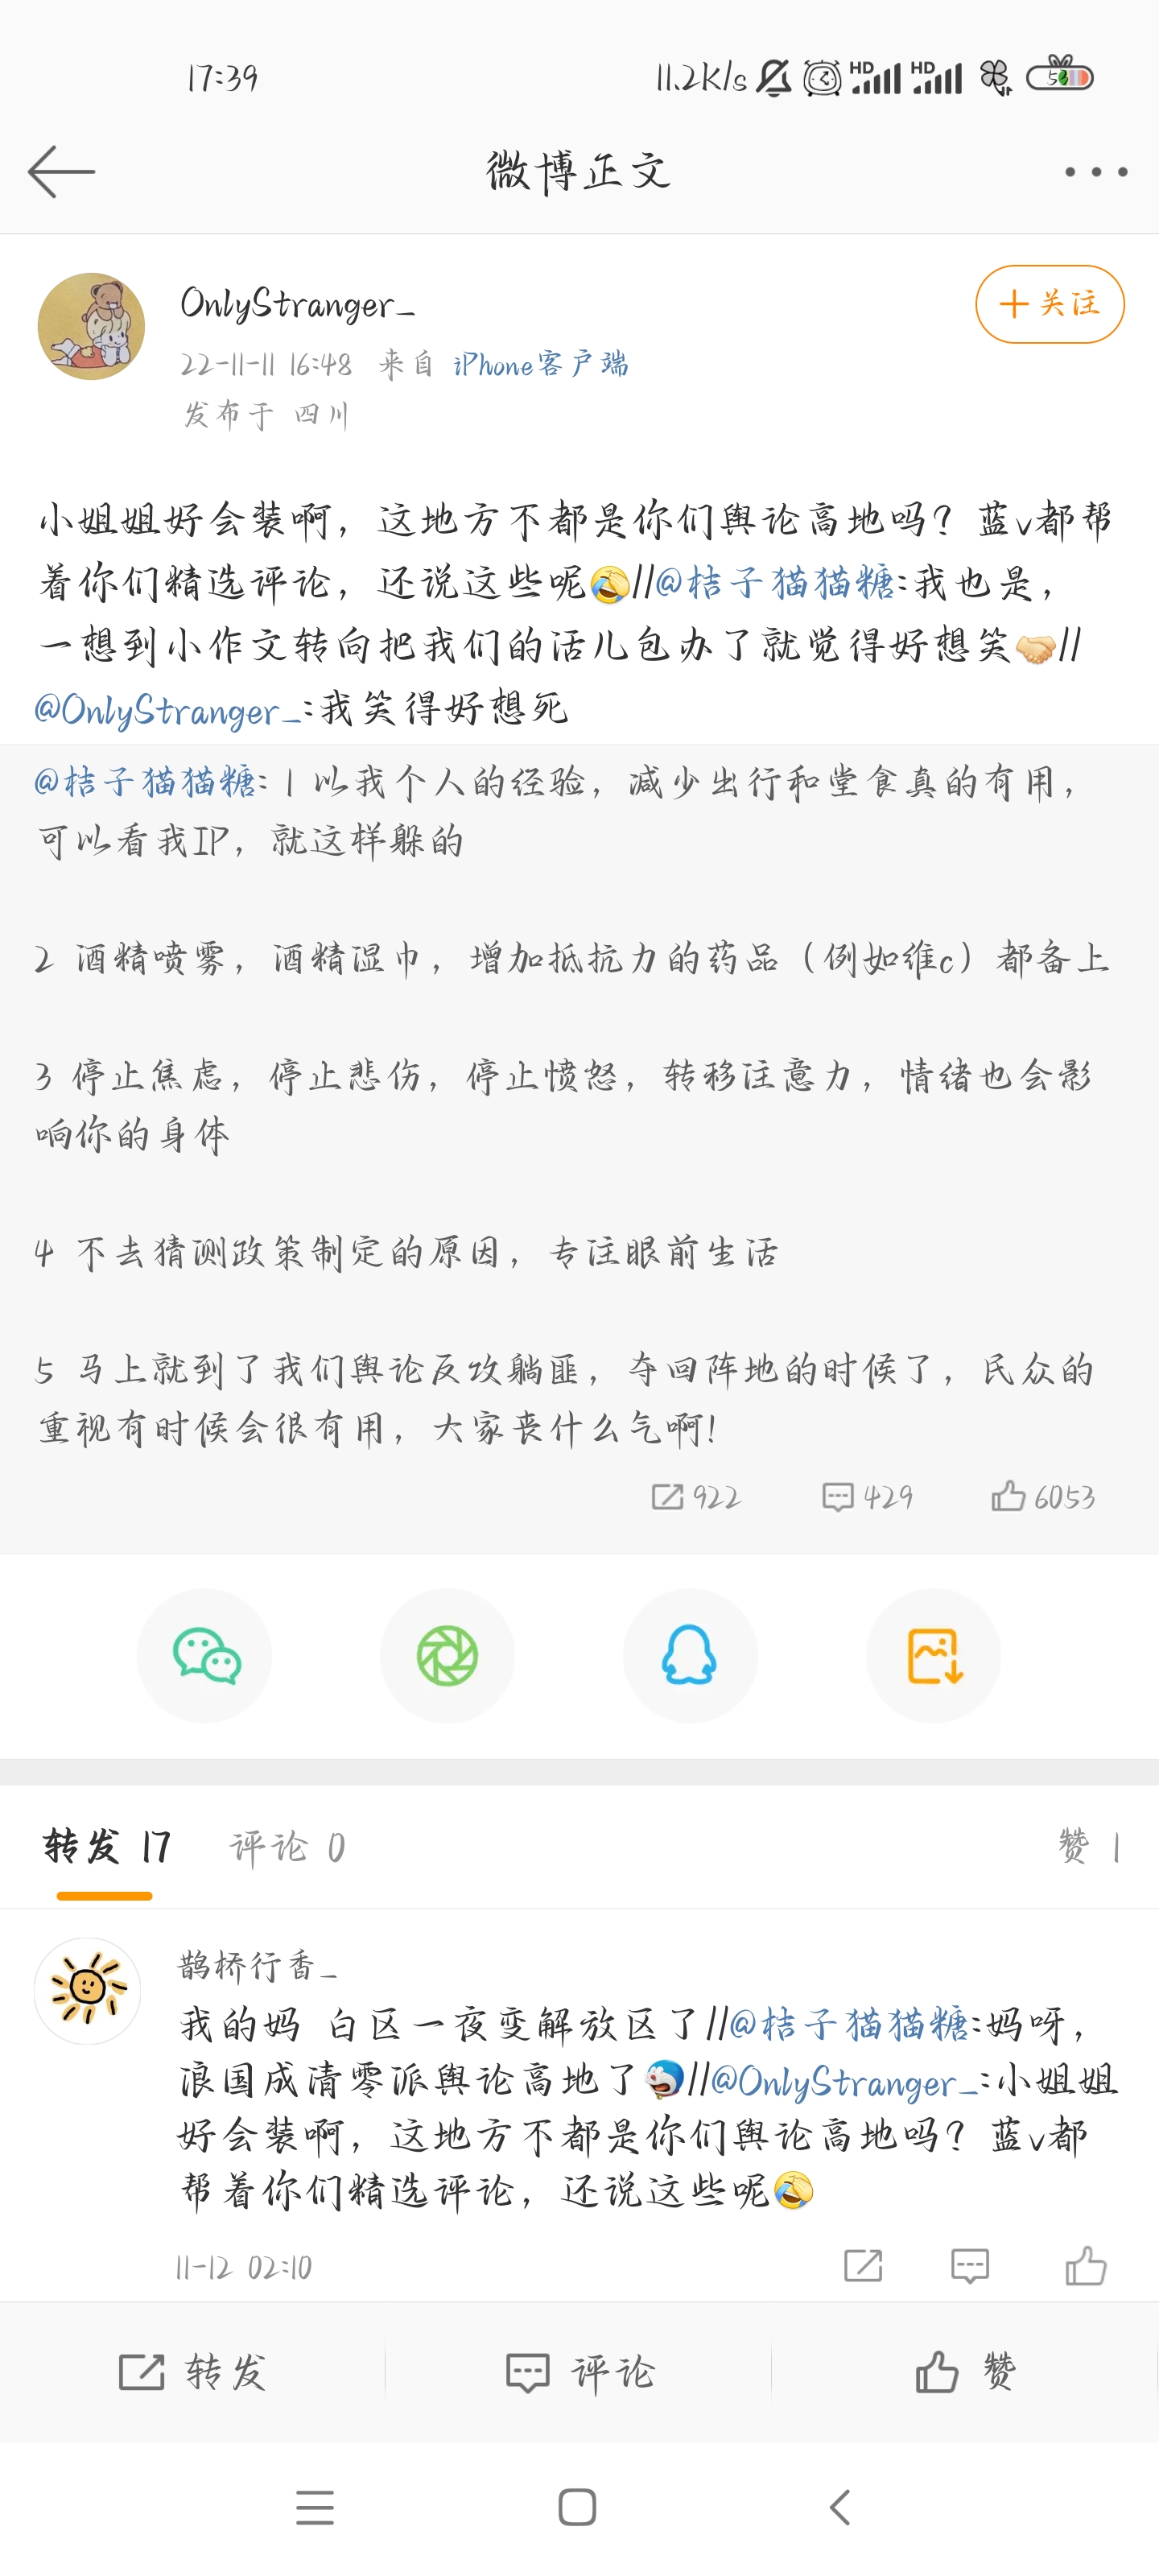 17:39
11.2K/s HD HD 5
微博正文
OnlyStranger_
关注
22-11-11 16:48 来自 iPhone客户端
发布于 四川
小姐姐好会装啊，这地方不都是你们舆论高地吗？蓝v都帮
着你们精选评论，还说这些呢🤣//@桔子猫猫糖:我也是，
一想到小作文转向把我们的活儿包办了就觉得好想笑🤝//
@OnlyStranger_:我笑得好想死
@桔子猫猫糖: 1 以我个人的经验，减少出行和堂食真的有用，
可以看我IP，就这样躲的
2 酒精喷雾，酒精湿巾，增加抵抗力的药品（例如维c）都备上
3 停止焦虑，停止悲伤，停止愤怒，转移注意力，情绪也会影
响你的身体
4 不去猜测政策制定的原因，专注眼前生活
5 马上就到了我们舆论反攻躺匪，夺回阵地的时候了，民众的
重视有时候会很有用，大家丧什么气啊！
922 429 6053
转发 17 评论 0 赞 1
鹊桥行香_
我的妈 白区一夜变解放区了//@桔子猫猫糖:妈呀，
浪国成清零派舆论高地了//@OnlyStranger_:小姐姐
好会装啊，这地方不都是你们舆论高地吗？蓝v都
帮着你们精选评论，还说这些呢🤣
11-12 02:10
转发 评论 赞